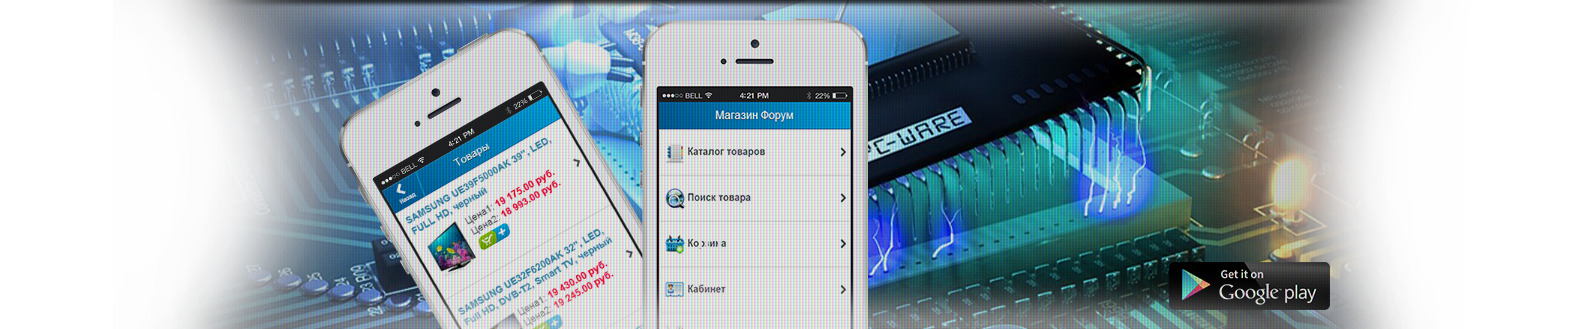 BELL 4:21 PM 22%
Назад Товары
SAMSUNG UE39F5000AK 39", LED,
FULL HD, черный
Цена1: 19 175.00 руб.
Цена2: 18 993.00 руб.
SAMSUNG UE32F6200AK 32", LED,
Full HD, DVB-T2, Smart TV, черный
Цена1: 19 430.00 руб.
Цена2: 19 245.00 руб.
BELL 4:21 PM 22%
Магазин Форум
Каталог товаров
Поиск товара
Кабинет
C-WARE
Get it on
Google play